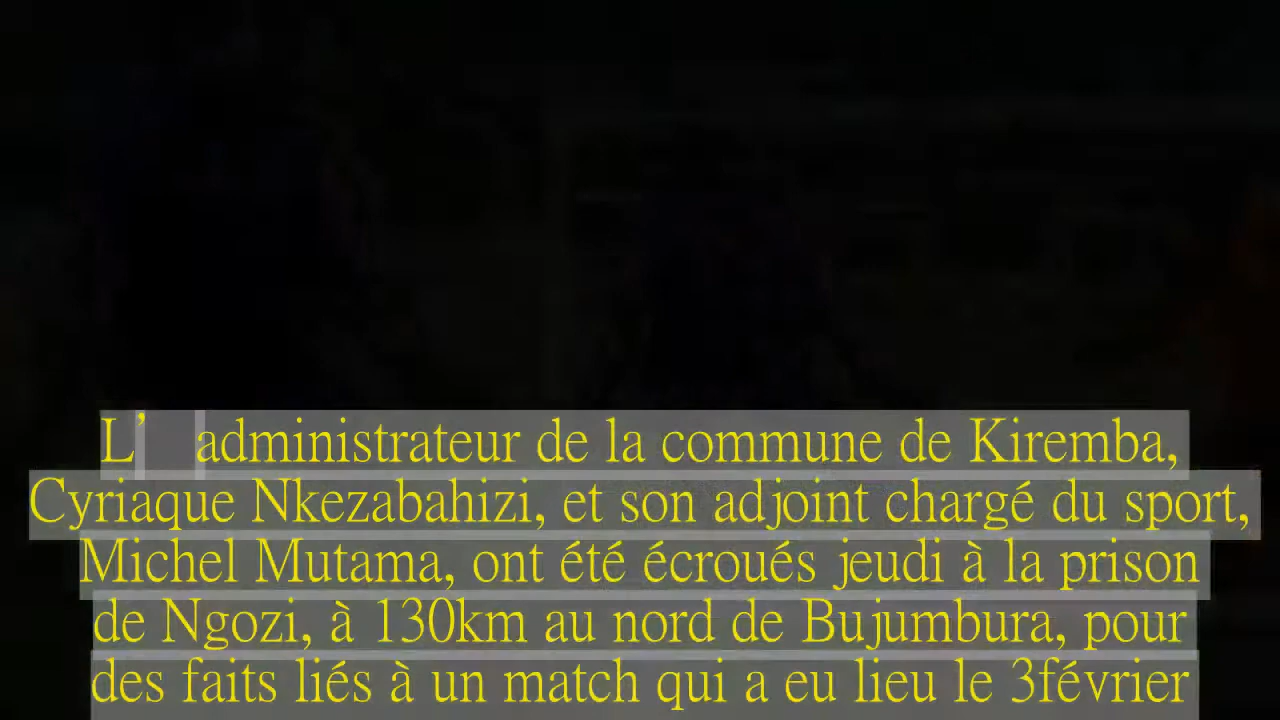 L’ administrateur de la commune de Kiremba,
Cyriaque Nkezabahizi, et son adjoint chargé du sport,
Michel Mutama, ont été écroués jeudi à la prison
de Ngozi, à 130km au nord de Bujumbura, pour
des faits liés à un match qui a eu lieu le 3février